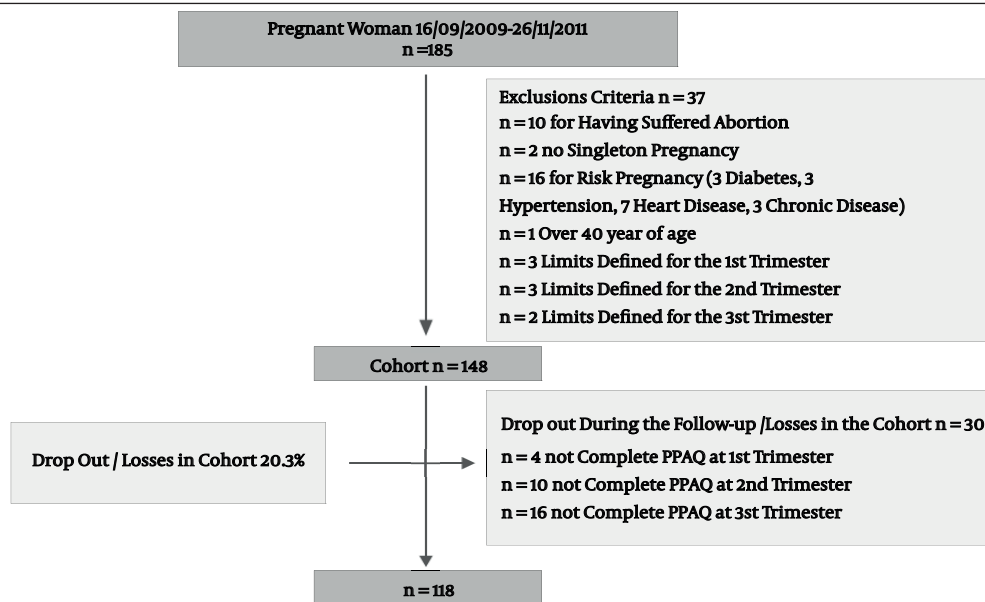 Pregnant Woman 16/09/2009-26/11/2011
n =185
Exclusions Criteria n = 37
n = 10 for Having Suffered Abortion
n = 2 no Singleton Pregnancy
n = 16 for Risk Pregnancy (3 Diabetes, 3
Hypertension, 7 Heart Disease, 3 Chronic Disease)
n = 1 Over 40 year of age
n = 3 Limits Defined for the 1st Trimester
n = 3 Limits Defined for the 2nd Trimester
n = 2 Limits Defined for the 3st Trimester
Cohort n = 148
Drop out During the Follow-up /Losses in the Cohort n = 30
n = 4 not Complete PPAQ at 1st Trimester
n = 10 not Complete PPAQ at 2nd Trimester
n = 16 not Complete PPAQ at 3st Trimester
Drop Out / Losses in Cohort 20.3%
n = 118